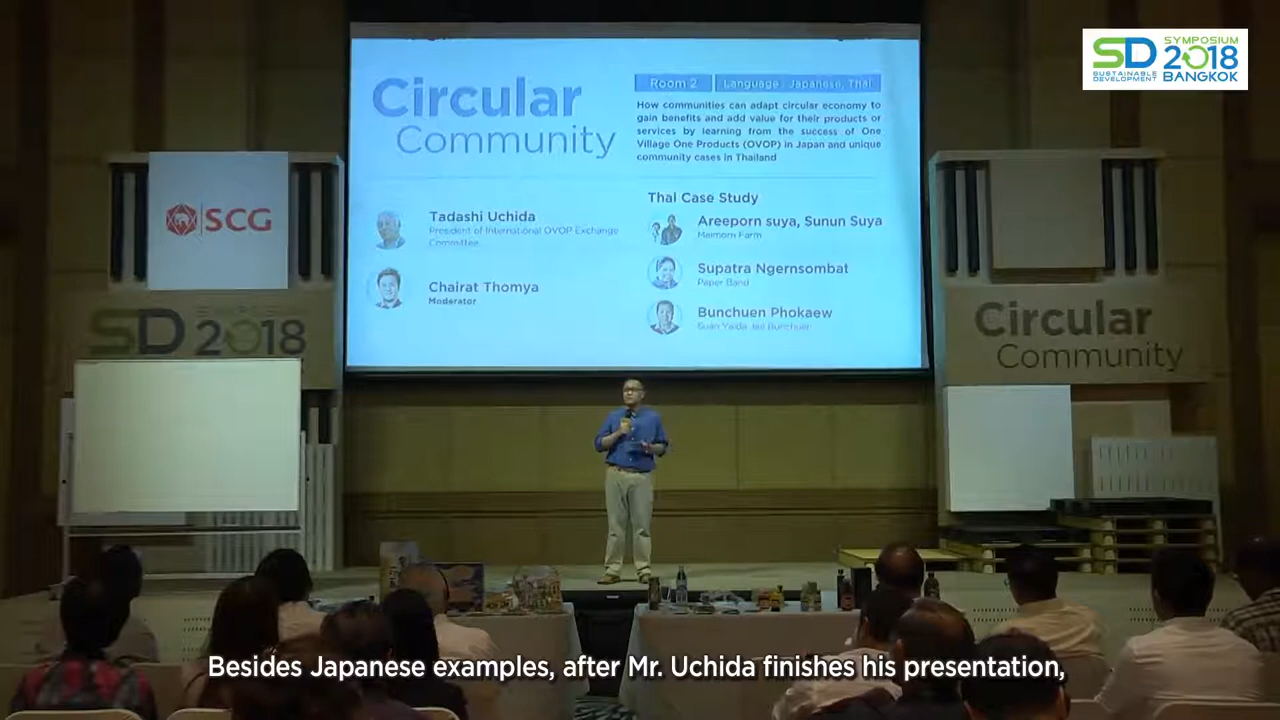 SD SYMPOSIUM 2018
SUSTAINABLE DEVELOPMENT BANGKOK
Circular
Community
Room 2
Language : Japanese, Thai
How communities can adapt circular economy to
gain benefits and add value for their products or
services by learning from the success of One
Village One Products (OVOP) in Japan and unique
community cases in Thailand
Tadashi Uchida
President of International OVOP Exchange
Committee
Chairat Thomya
Moderator
Thai Case Study
Areeporn suya, Sunun Suya
Supatra Ngernsombat
Paper Band
Bunchuen Phokaew
SCG
SD SYMPOSIUM
2018
Circular
Community
Besides Japanese examples, after Mr. Uchida finishes his presentation,